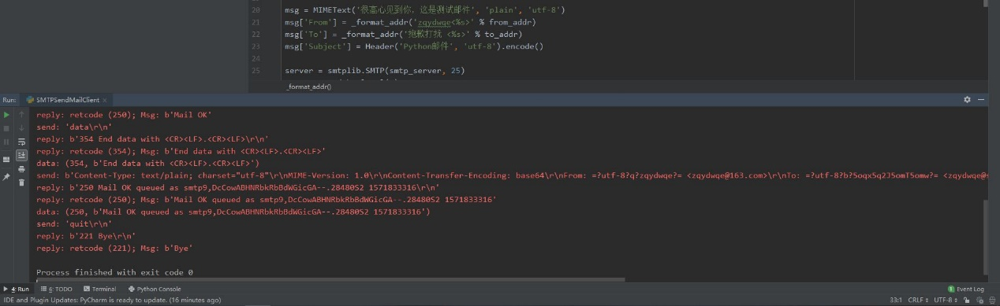 20 msg = MIMEText('很高心见到你，这是测试邮件', 'plain', 'utf-8')
21 msg['From'] = _format_addr('zqydwqe<%s>' % from_addr)
22 msg['To'] = _format_addr('抱歉打扰 <%s>' % to_addr)
23 msg['Subject'] = Header('Python邮件', 'utf-8').encode()
24
25 server = smtplib.SMTP(smtp_server, 25)
_format_addr()
Run: SMTPSendMailClient ×
reply: retcode (250); Msg: b'Mail OK'
send: 'data\r\n'
reply: b'354 End data with <CR><LF>.<CR><LF>\r\n'
reply: retcode (354); Msg: b'End data with <CR><LF>.<CR><LF>'
data: (354, b'End data with <CR><LF>.<CR><LF>')
send: b'Content-Type: text/plain; charset="utf-8"\r\nMIME-Version: 1.0\r\nContent-Transfer-Encoding: base64\r\nFrom: =?utf-8?q?zqydwqe?= <zqydwqe@163.com>\r\nTo: =?utf-8?b?5oqx5q2J5omT5omw?= <zqydwqe@s
reply: b'250 Mail OK queued as smtp9,DcCowABHNRbkRbBdWGicGA--.28480S2 1571833316\r\n'
reply: retcode (250); Msg: b'Mail OK queued as smtp9,DcCowABHNRbkRbBdWGicGA--.28480S2 1571833316'
data: (250, b'Mail OK queued as smtp9,DcCowABHNRbkRbBdWGicGA--.28480S2 1571833316')
send: 'quit\r\n'
reply: b'221 Bye\r\n'
reply: retcode (221); Msg: b'Bye'
Process finished with exit code 0
4: Run 6: TODO Terminal Python Console 1 Event Log
IDE and Plugin Updates: PyCharm is ready to update. (16 minutes ago) 33:1 CRLF UTF-8